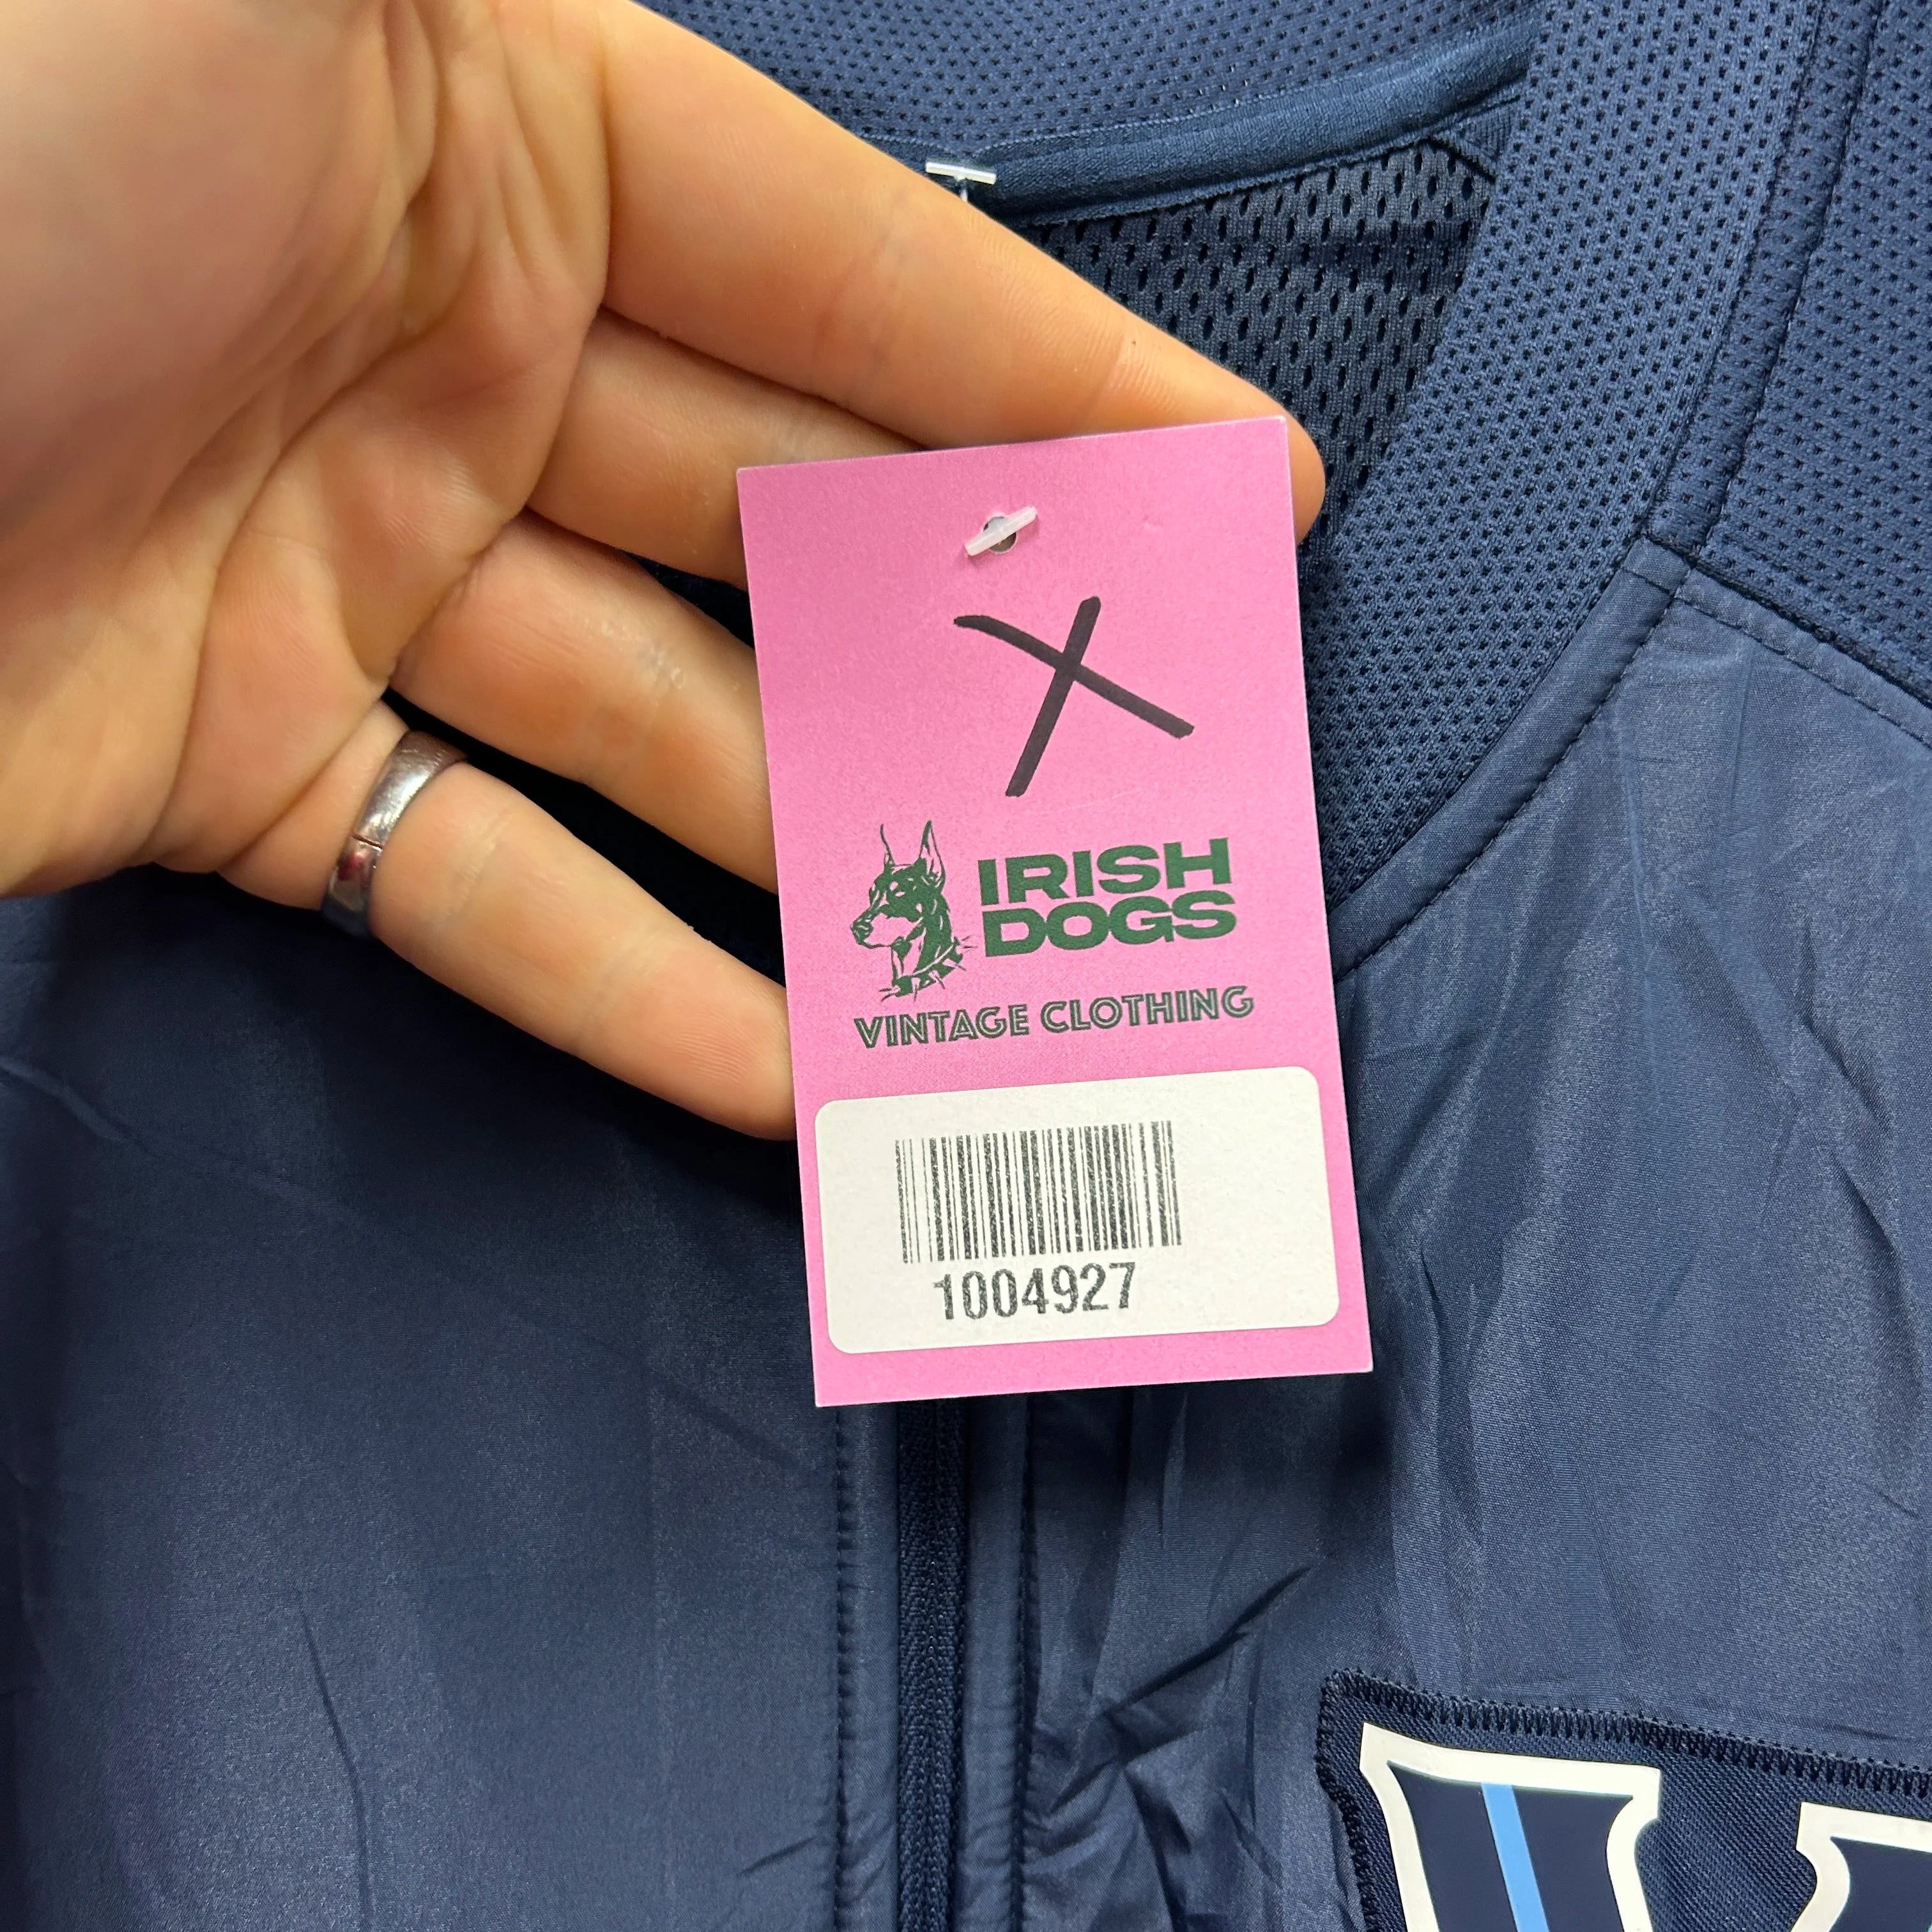 X
IRISH
DOGS
VINTAGE CLOTHING
1004927